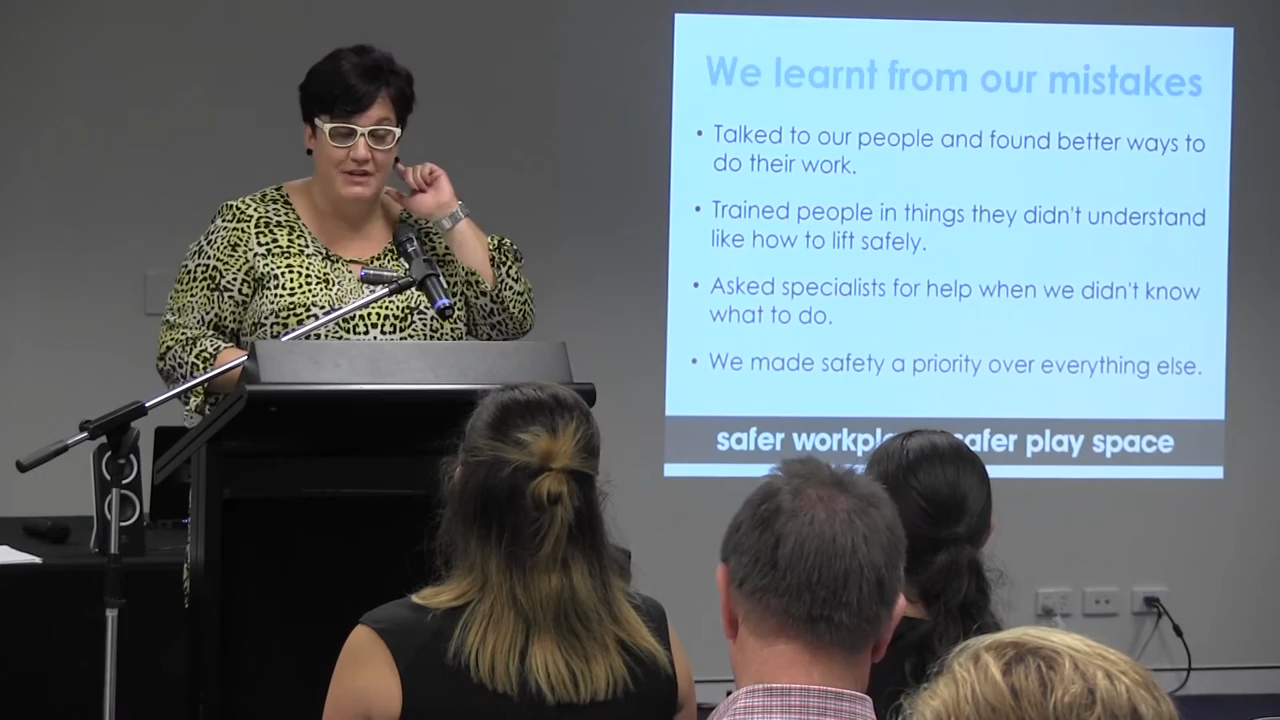 We learnt from our mistakes
• Talked to our people and found better ways to
do their work.
• Trained people in things they didn't understand
like how to lift safely.
• Asked specialists for help when we didn't know
what to do.
• We made safety a priority over everything else.
safer play space